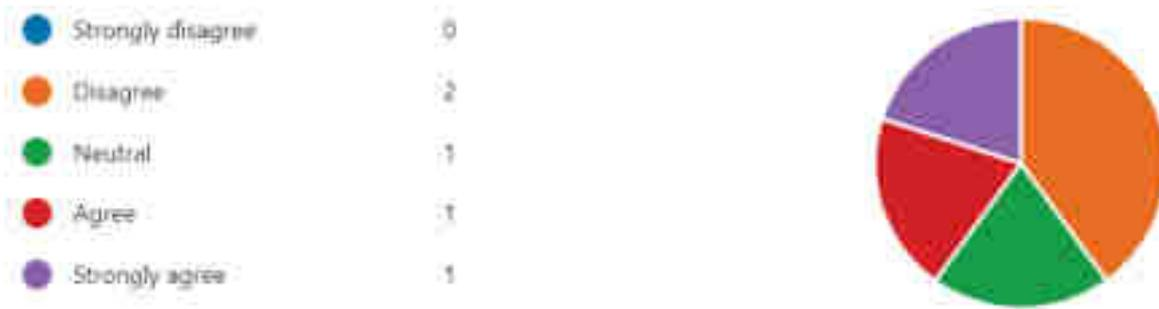 Strongly disagree 0
Disagree 2
Neutral 1
Agree 1
Strongly agree 1